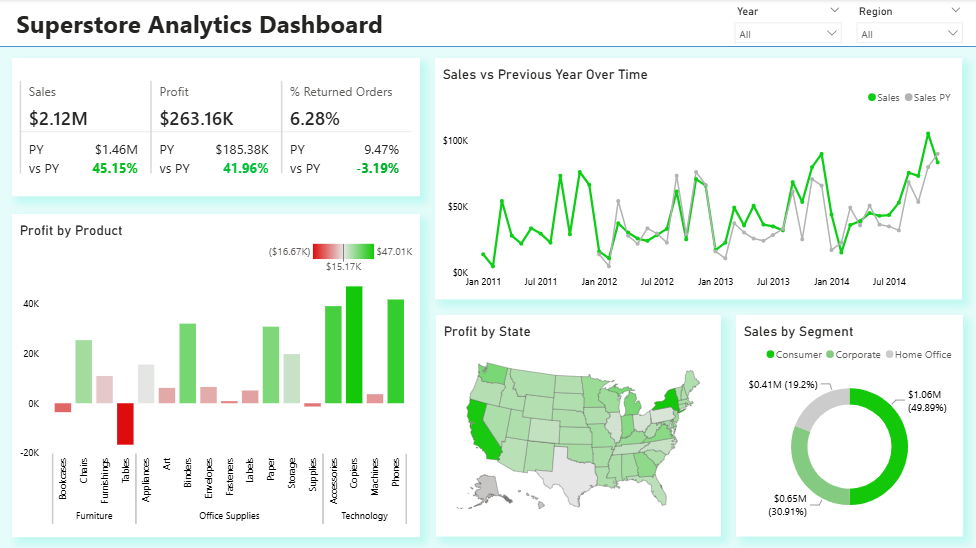 Superstore Analytics Dashboard
Year
All
Region
All
Sales
$2.12M
PY $1.46M
vs PY 45.15%
Profit
$263.16K
PY $185.38K
vs PY 41.96%
% Returned Orders
6.28%
PY 9.47%
vs PY -3.19%
Sales vs Previous Year Over Time
Sales Sales PY
$100K
$50K
$0K
Jan 2011 Jul 2011 Jan 2012 Jul 2012 Jan 2013 Jul 2013 Jan 2014 Jul 2014
Profit by Product
($16.67K) $47.01K
$15.17K
40K
20K
0K
-20K
Bookcases
Chairs
Furnishings
Tables
Appliances
Art
Binders
Envelopes
Fasteners
Labels
Paper
Storage
Supplies
Accessories
Copiers
Machines
Phones
Furniture Office Supplies Technology
Profit by State
Sales by Segment
Consumer Corporate Home Office
$0.41M (19.2%)
$1.06M
(49.89%)
$0.65M
(30.91%)